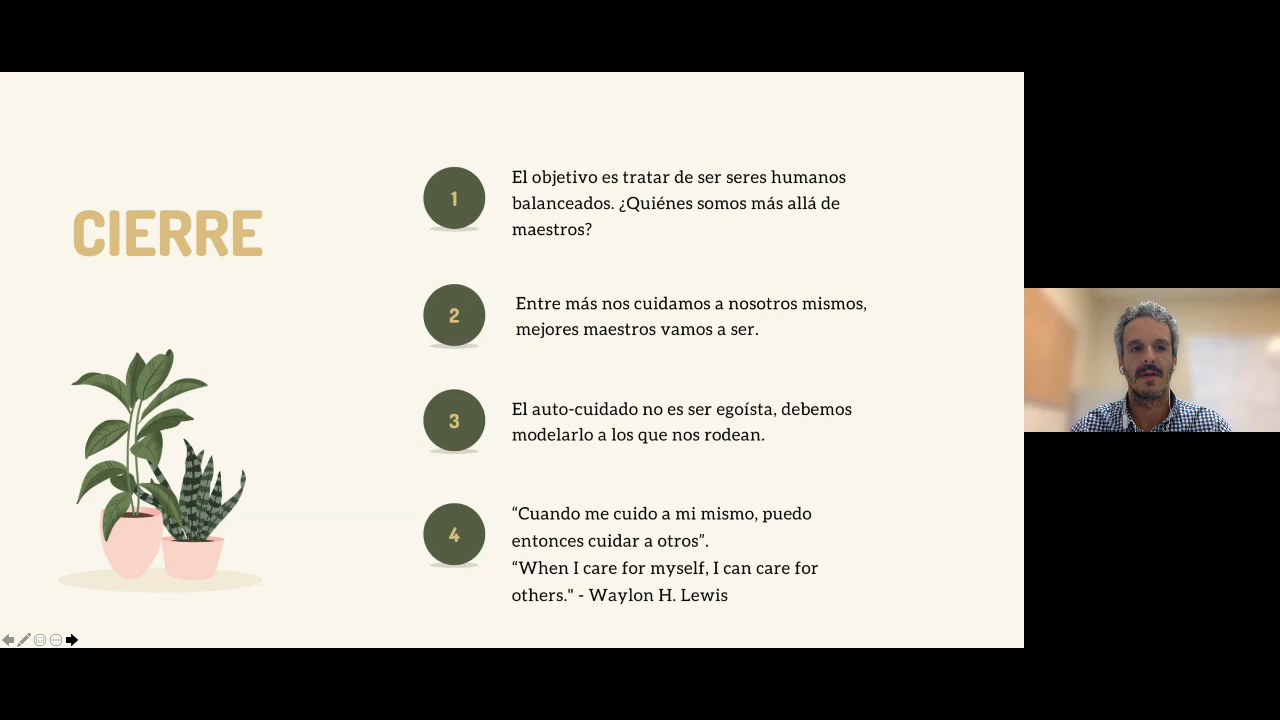 CIERRE
1
El objetivo es tratar de ser seres humanos
balanceados. ¿Quiénes somos más allá de
maestros?
2
Entre más nos cuidamos a nosotros mismos,
mejores maestros vamos a ser.
3
El auto-cuidado no es ser egoísta, debemos
modelarlo a los que nos rodean.
4
“Cuando me cuido a mi mismo, puedo
entonces cuidar a otros”.
“When I care for myself, I can care for
others." - Waylon H. Lewis